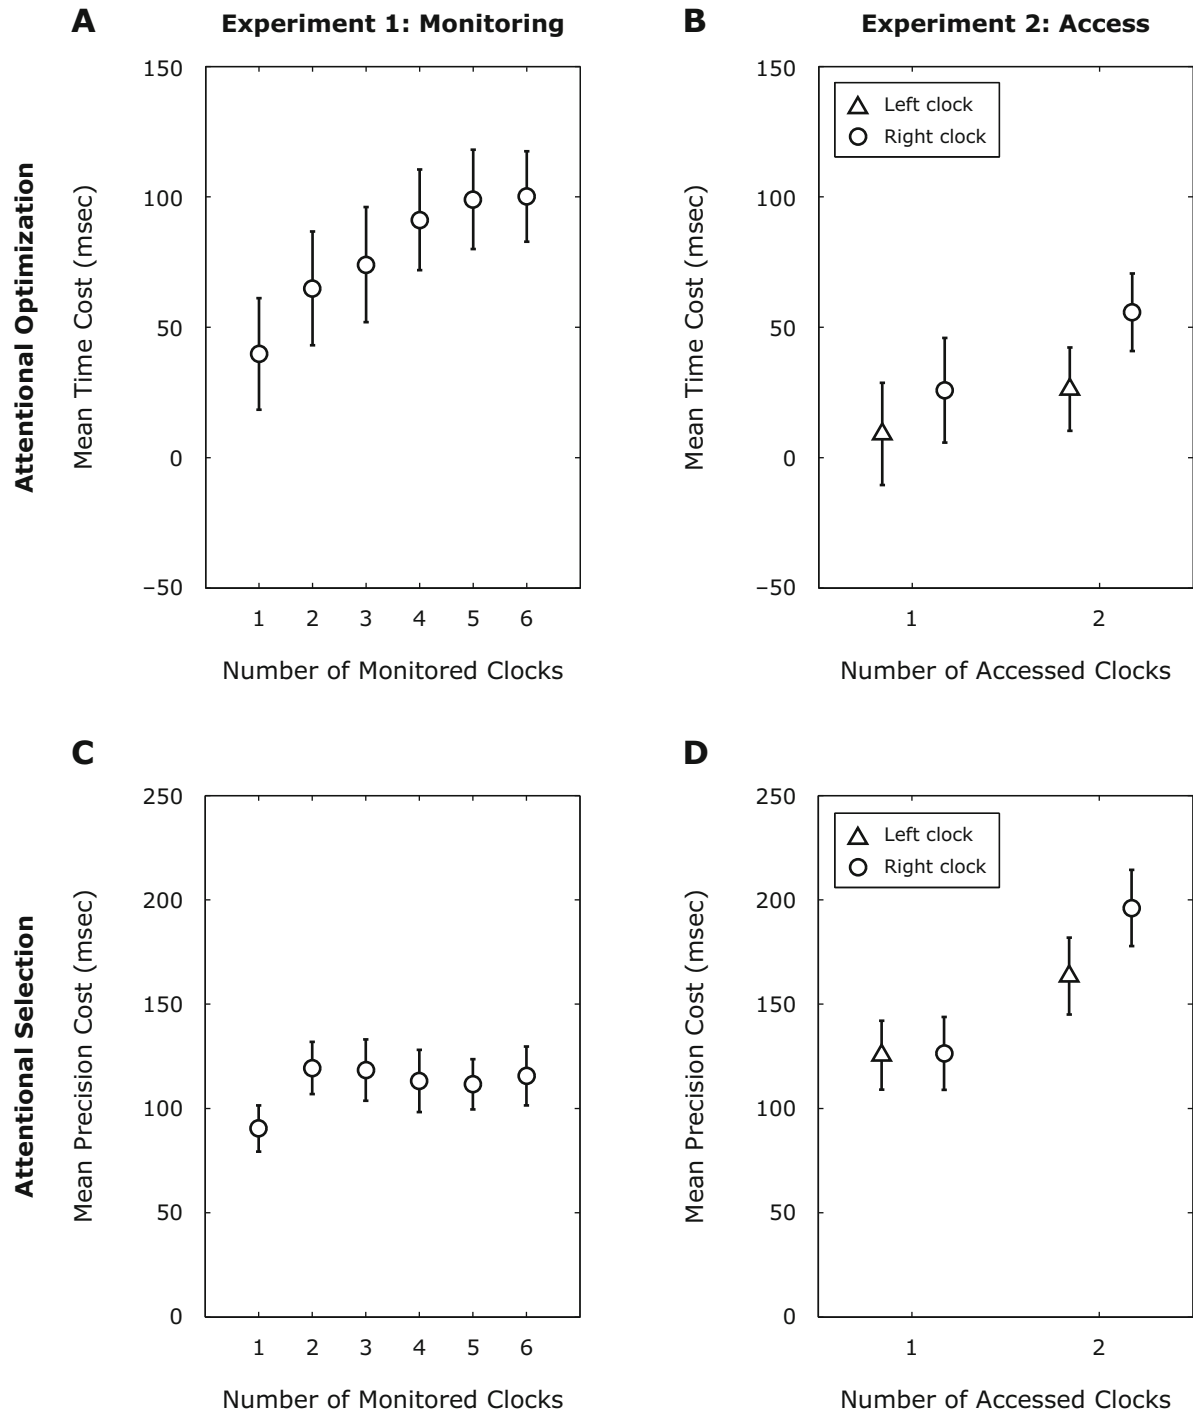 A
Experiment 1: Monitoring
B
Experiment 2: Access
Attentional Optimization
Mean Time Cost (msec)
150
100
50
0
−50
1 2 3 4 5 6
Number of Monitored Clocks
Mean Time Cost (msec)
150
100
50
0
−50
Left clock
Right clock
1 2
Number of Accessed Clocks
C
D
Attentional Selection
Mean Precision Cost (msec)
250
200
150
100
50
0
1 2 3 4 5 6
Number of Monitored Clocks
Mean Precision Cost (msec)
250
200
150
100
50
0
Left clock
Right clock
1 2
Number of Accessed Clocks